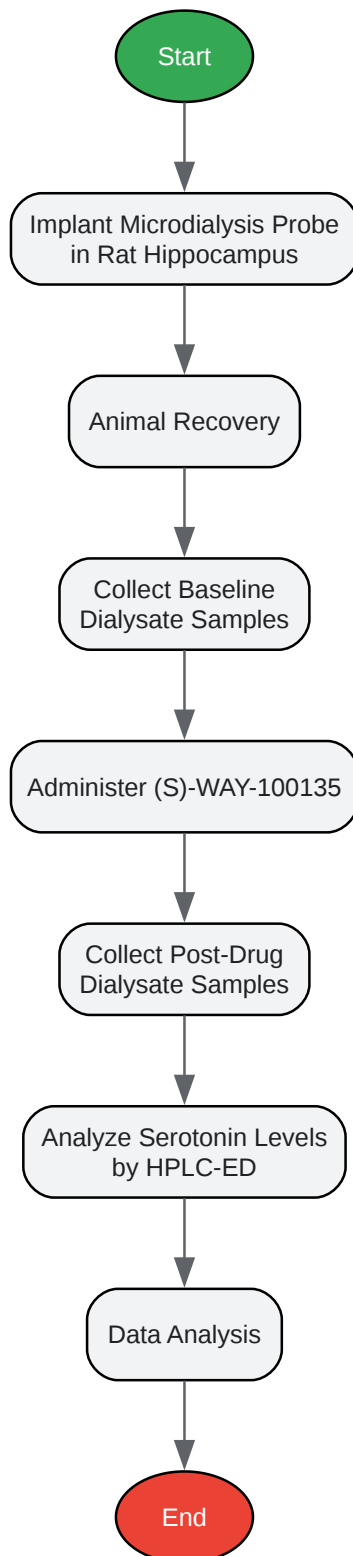 Start
Implant Microdialysis Probe
in Rat Hippocampus
Animal Recovery
Collect Baseline
Dialysate Samples
Administer (S)-WAY-100135
Collect Post-Drug
Dialysate Samples
Analyze Serotonin Levels
by HPLC-ED
Data Analysis
End